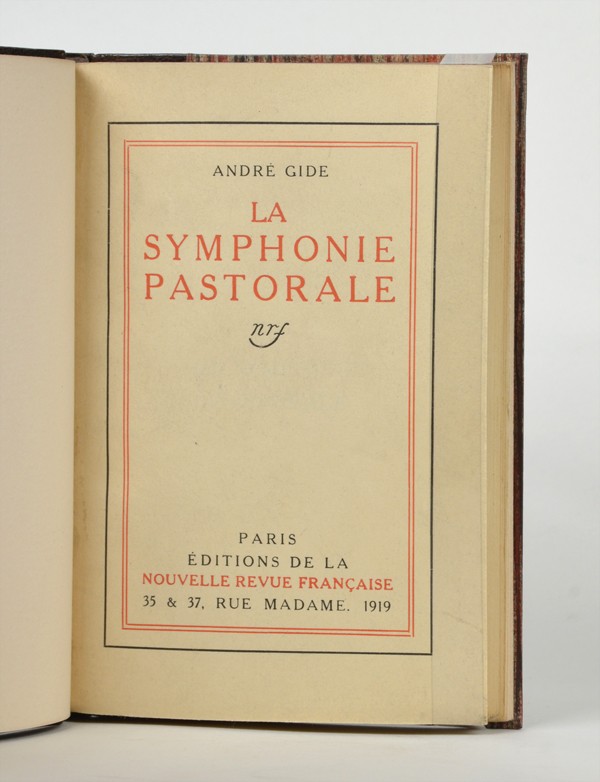 ANDRÉ GIDE
LA
SYMPHONIE
PASTORALE
nrf
PARIS
ÉDITIONS DE LA
NOUVELLE REVUE FRANÇAISE
35 & 37, RUE MADAME. 1919